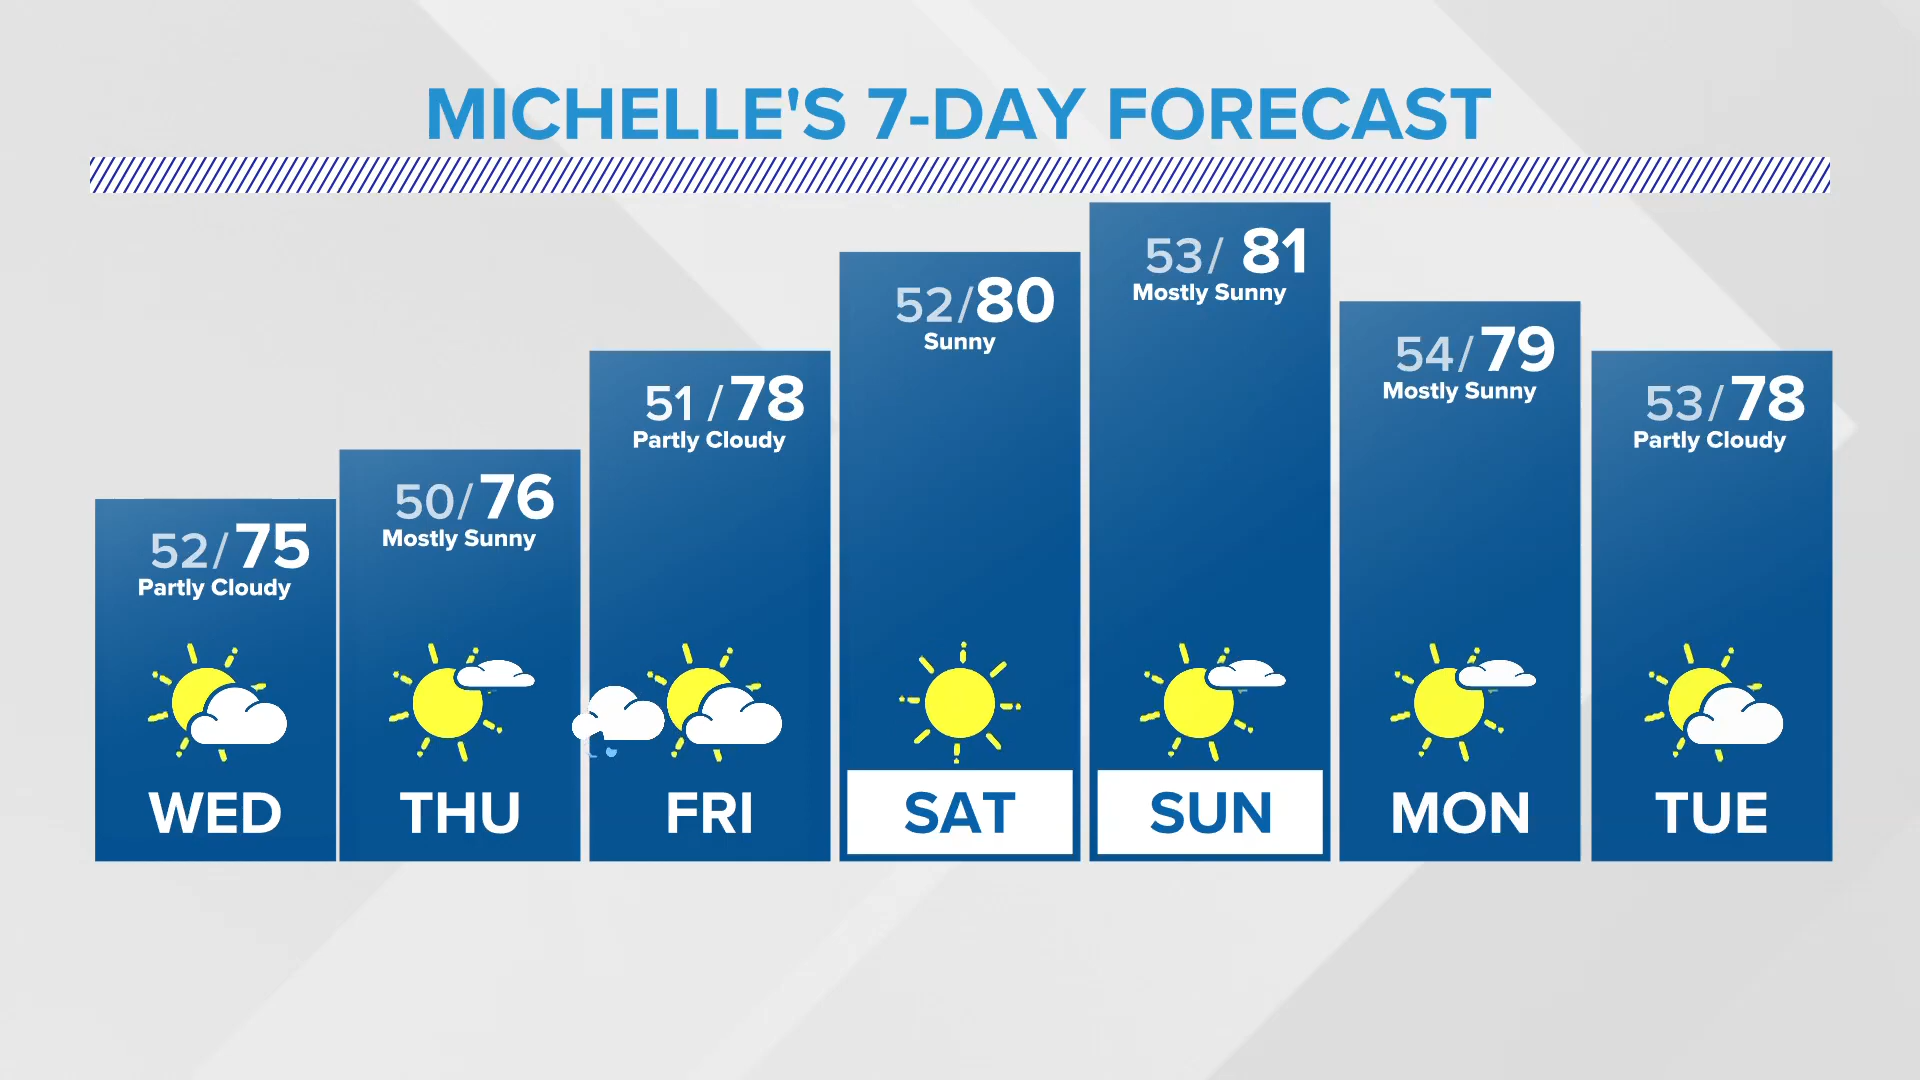 MICHELLE'S 7-DAY FORECAST
52/75
Partly Cloudy
WED
50/76
Mostly Sunny
THU
51/78
Partly Cloudy
FRI
52/80
Sunny
SAT
53/81
Mostly Sunny
SUN
54/79
Mostly Sunny
MON
53/78
Partly Cloudy
TUE